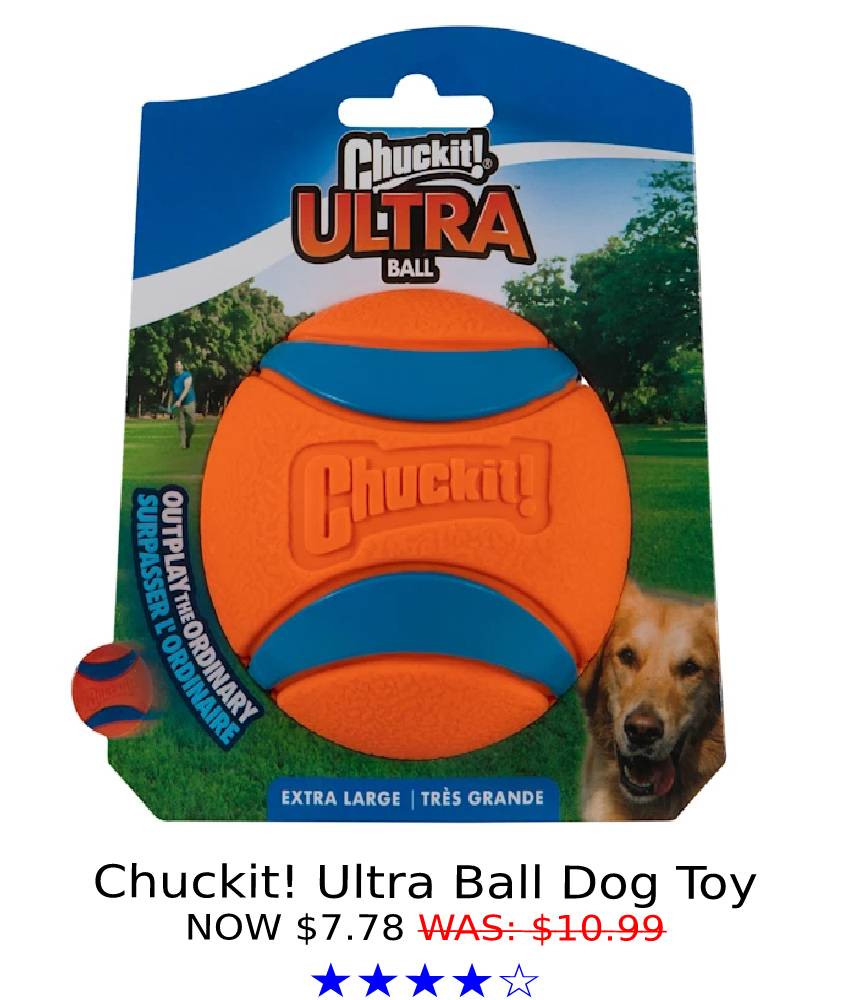 Chuckit!®
ULTRA™
BALL
Chuckit!
OUTPLAY THE ORDINARY
SURPASSER L'ORDINAIRE
EXTRA LARGE | TRÈS GRANDE
Chuckit! Ultra Ball Dog Toy
NOW $7.78 WAS: $10.99
★★★★☆